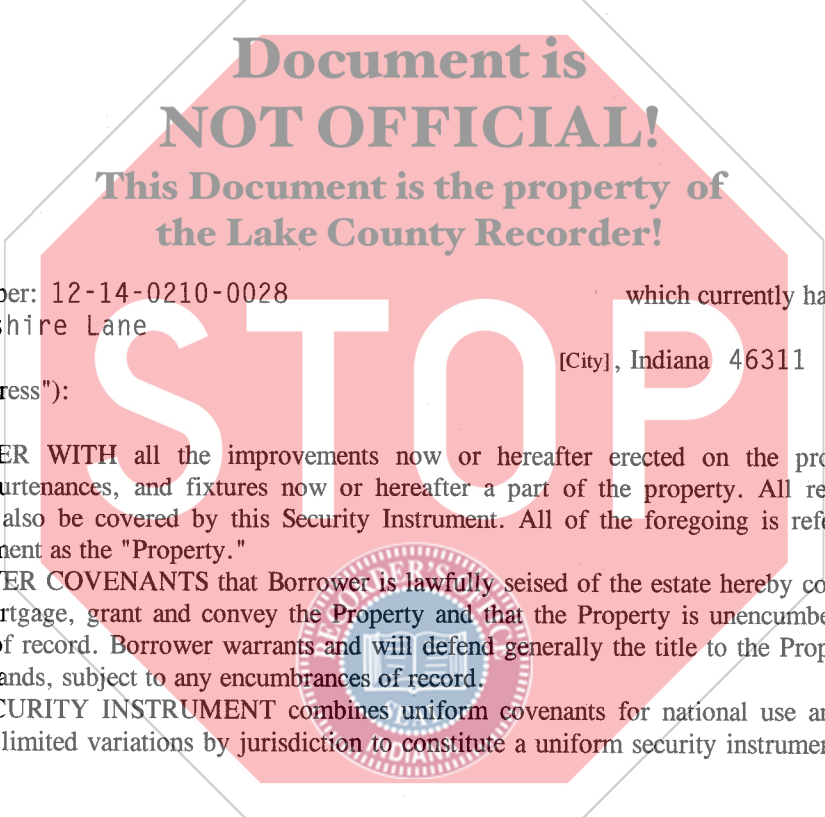 Document is
NOT OFFICIAL!
This Document is the property of
the Lake County Recorder!
ber: 12-14-0210-0028 which currently ha
shire Lane
[City], Indiana 46311
ress"):
STOP
ER WITH all the improvements now or hereafter erected on the pro
urtenances, and fixtures now or hereafter a part of the property. All re
also be covered by this Security Instrument. All of the foregoing is refe
ment as the "Property."
ER COVENANTS that Borrower is lawfully seised of the estate hereby co
rtgage, grant and convey the Property and that the Property is unencumbe
of record. Borrower warrants and will defend generally the title to the Prop
ands, subject to any encumbrances of record.
CURITY INSTRUMENT combines uniform covenants for national use an
limited variations by jurisdiction to constitute a uniform security instrumen
SEAL
INDIANA